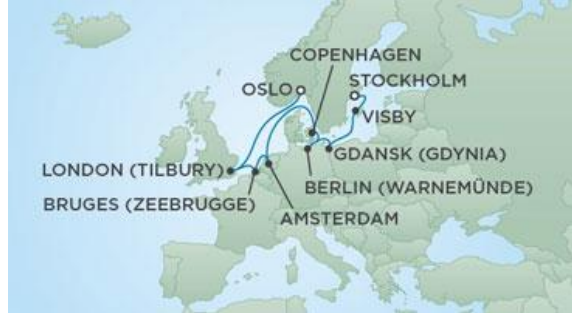 COPENHAGEN
STOCKHOLM
OSLO
VISBY
GDANSK (GDYNIA)
LONDON (TILBURY)
BERLIN (WARNEMÜNDE)
BRUGES (ZEEBRUGGE)
AMSTERDAM